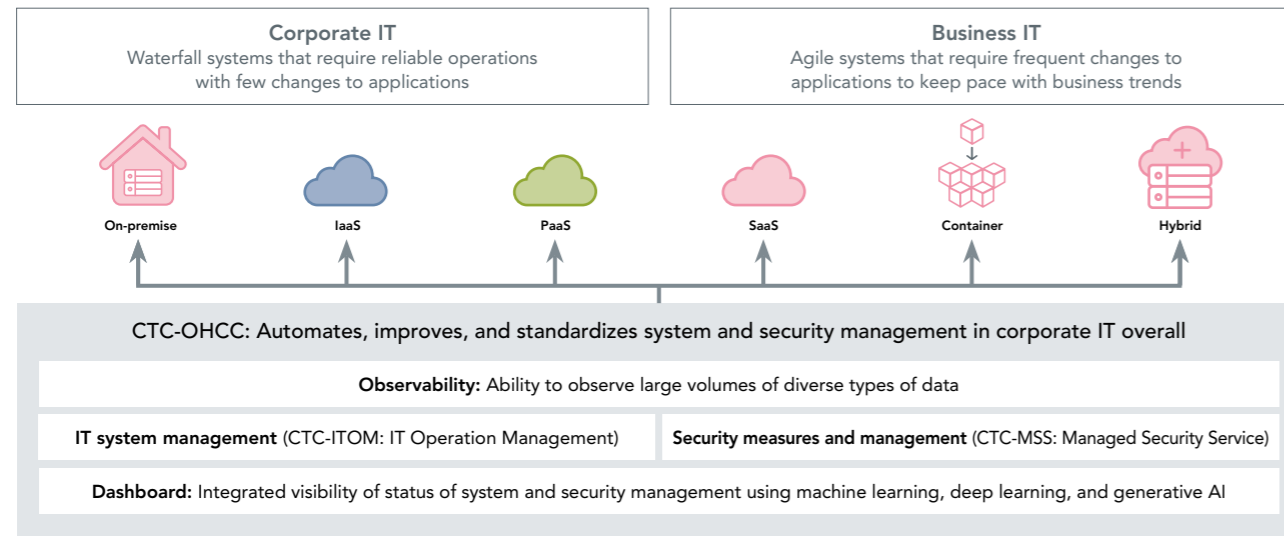 Corporate IT
Waterfall systems that require reliable operations
with few changes to applications
Business IT
Agile systems that require frequent changes to
applications to keep pace with business trends
On-premise
IaaS
PaaS
SaaS
Container
Hybrid
CTC-OHCC: Automates, improves, and standardizes system and security management in corporate IT overall
Observability: Ability to observe large volumes of diverse types of data
IT system management (CTC-ITOM: IT Operation Management)
Security measures and management (CTC-MSS: Managed Security Service)
Dashboard: Integrated visibility of status of system and security management using machine learning, deep learning, and generative AI